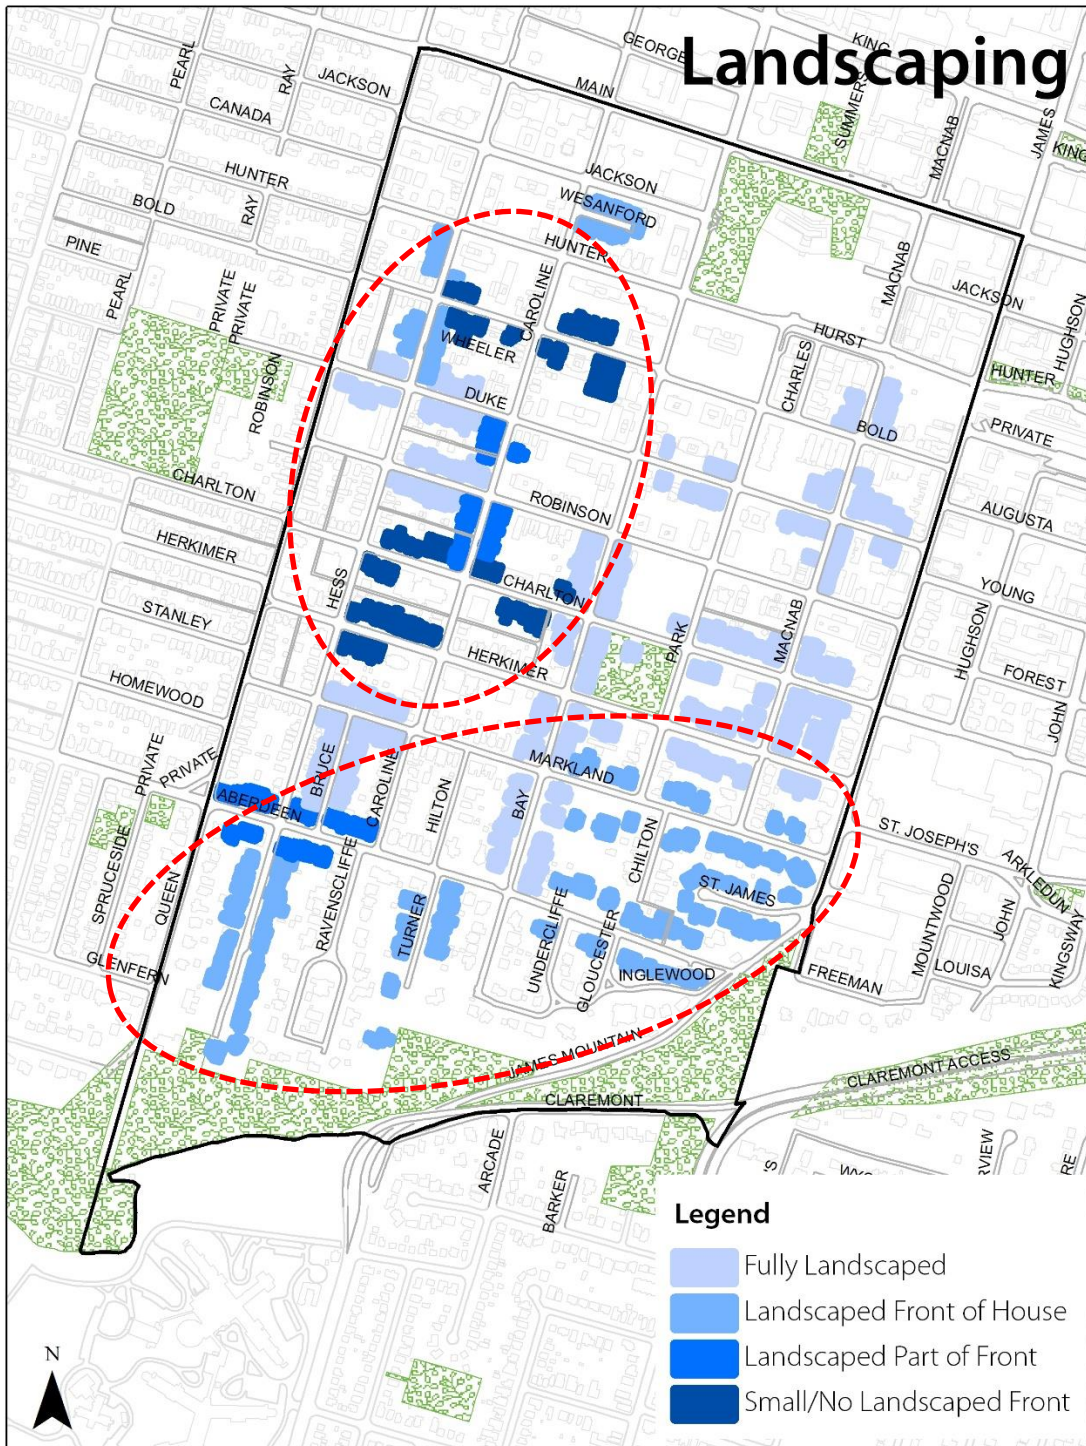 Landscaping
KING
GEORGE
PEARL
RAY
JACKSON
MAIN
SUMMERS
MACNAB
JAMES
KING
CANADA
HUNTER
JACKSON
WESANFORD
BOLD
RAY
HUNTER
PINE
PEARL
PRIVATE
PRIVATE
CAROLINE
MACNAB
JACKSON
HUGHSON
HURST
WHEELER
CHARLES
HUNTER
ROBINSON
DUKE
BOLD
PRIVATE
CHARLTON
ROBINSON
AUGUSTA
HERKIMER
HESS
CHARLTON
YOUNG
STANLEY
PARK
MACNAB
HUGHSON
HERKIMER
FOREST
HOMEWOOD
JOHN
PRIVATE
PRIVATE
BRUCE
CAROLINE
MARKLAND
ABERDEEN
HILTON
BAY
ST. JOSEPH'S
CHILTON
SPRUCESIDE
QUEEN
RAVENSCLIFFE
ST. JAMES
ARKLEDUN
TURNER
UNDERCLIFFE
GLOUCESTER
MOUNTWOOD
JOHN
KINGSWAY
GLENFERN
INGLEWOOD
FREEMAN
LOUISA
JAMES MOUNTAIN
CLAREMONT ACCESS
CLAREMONT
ARCADE
BARKER
RVIEW
RE
Legend
Fully Landscaped
Landscaped Front of House
Landscaped Part of Front
Small/No Landscaped Front
N